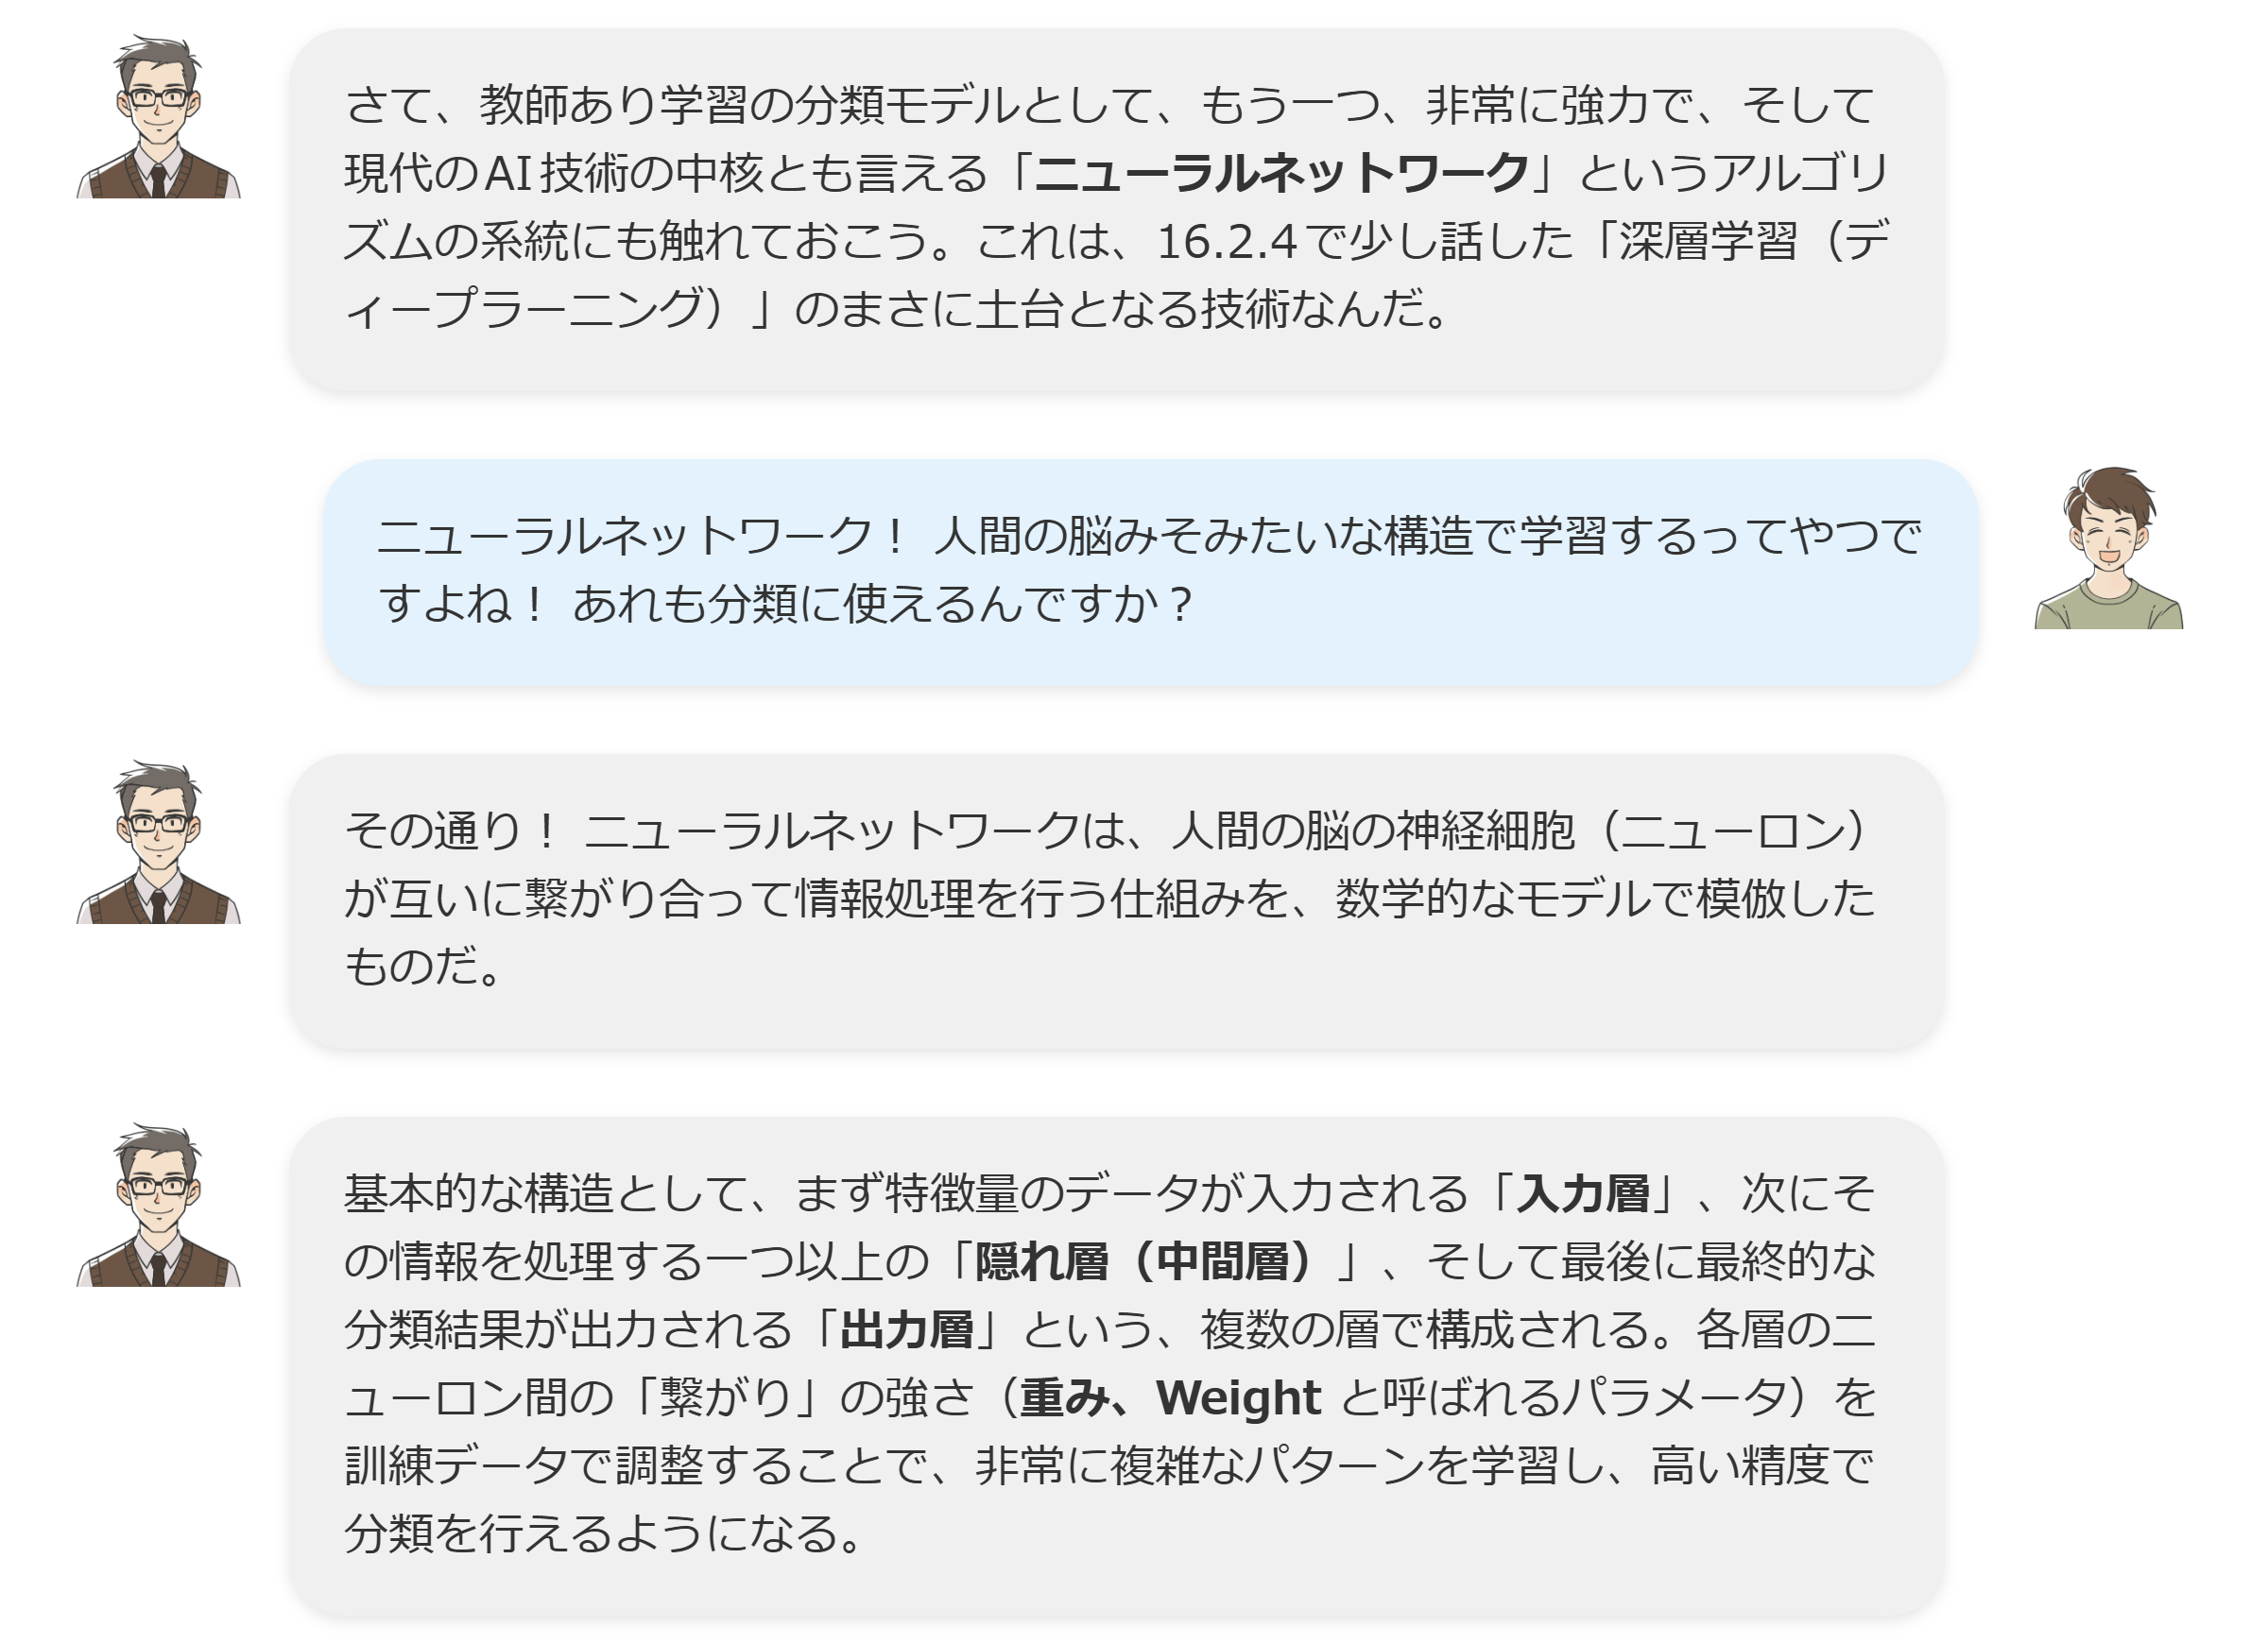 さて、教師あり学習の分類モデルとして、もう一つ、非常に強力で、そして
現代のAI技術の中核とも言える「ニューラルネットワーク」というアルゴリ
ズムの系統にも触れておこう。これは、16.2.4で少し話した「深層学習（デ
ィープラーニング）」のまさに土台となる技術なんだ。
ニューラルネットワーク！ 人間の脳みそみたいな構造で学習するってやつで
すよね！ あれも分類に使えるんですか？
その通り！ ニューラルネットワークは、人間の脳の神経細胞（ニューロン）
が互いに繋がり合って情報処理を行う仕組みを、数学的なモデルで模倣した
ものだ。
基本的な構造として、まず特徴量のデータが入力される「入力層」、次にそ
の情報を処理する一つ以上の「隠れ層（中間層）」、そして最後に最終的な
分類結果が出力される「出力層」という、複数の層で構成される。各層のニ
ューロン間の「繋がり」の強さ（重み、Weight と呼ばれるパラメータ）を
訓練データで調整することで、非常に複雑なパターンを学習し、高い精度で
分類を行えるようになる。